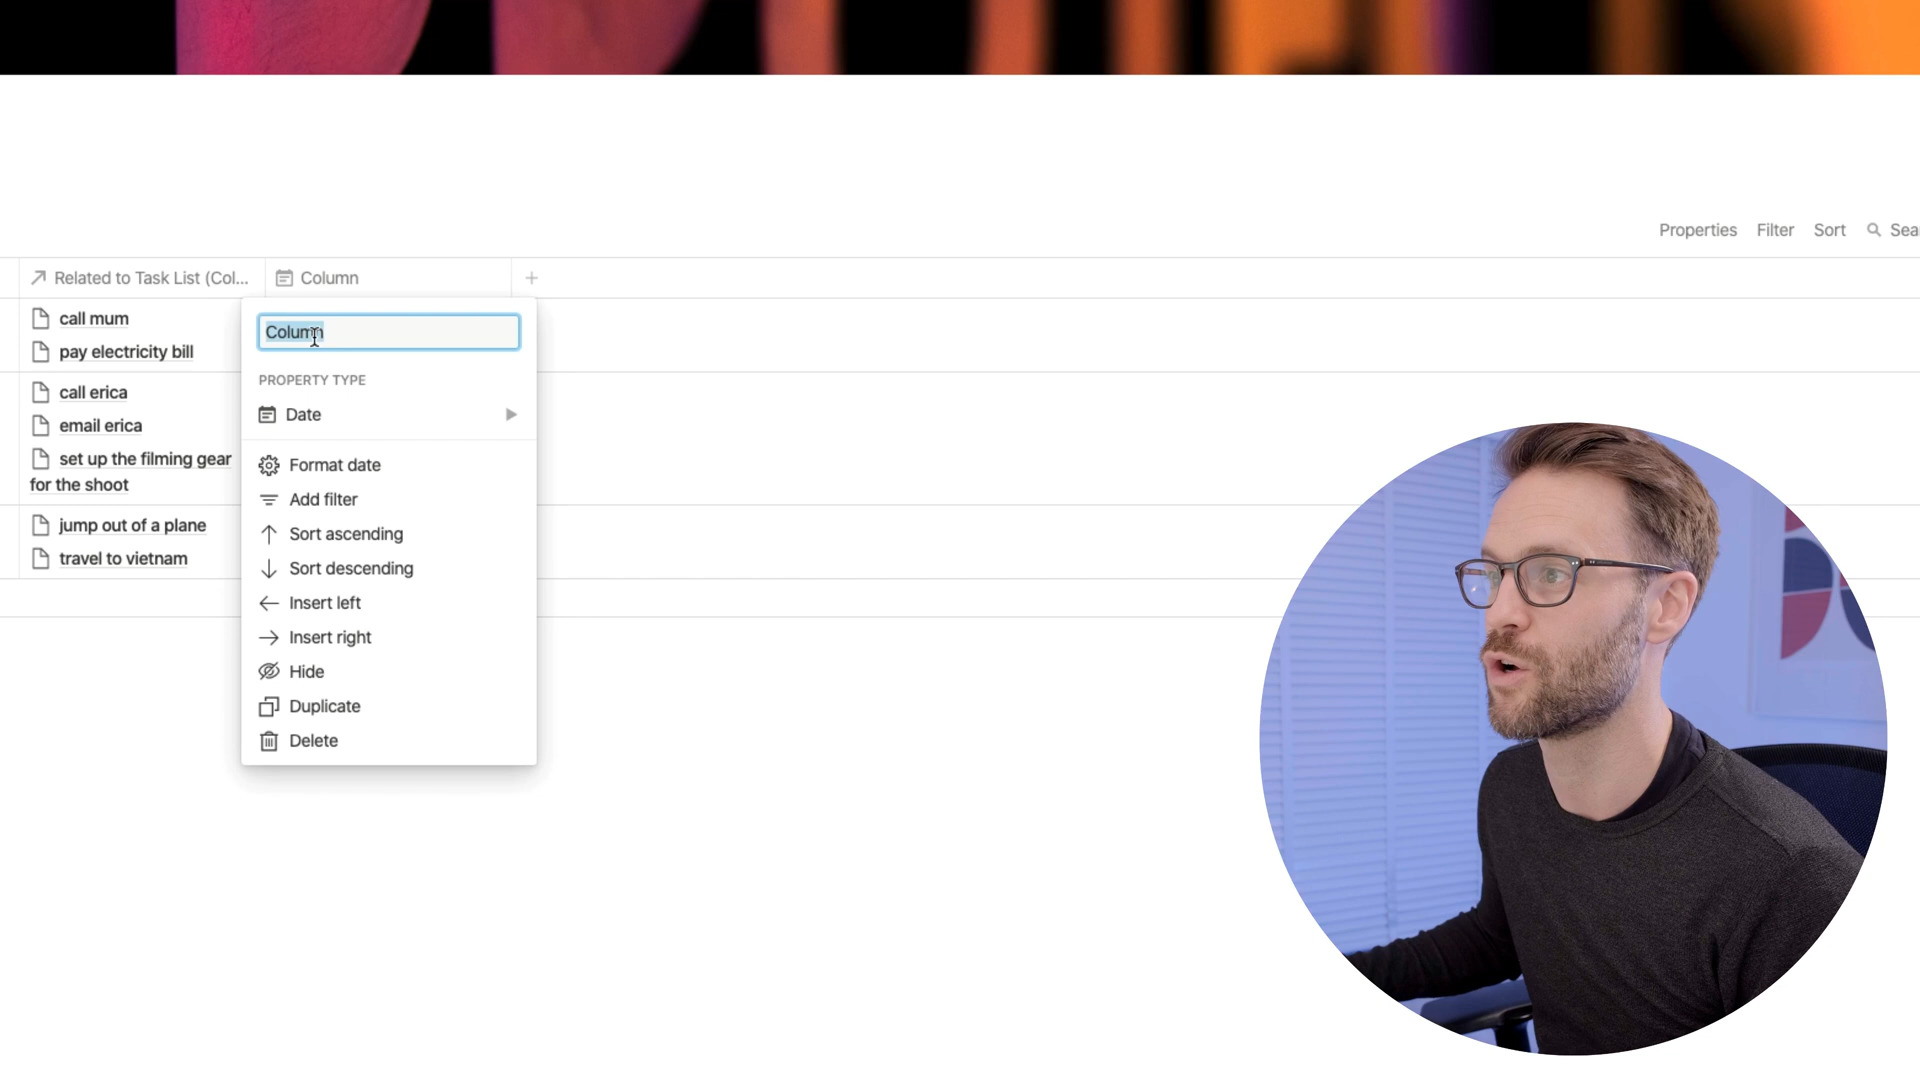 Properties Filter Sort Sea
Related to Task List (Col... Column
call mum
pay electricity bill
call erica
email erica
set up the filming gear
for the shoot
jump out of a plane
travel to vietnam
Column
PROPERTY TYPE
Date
Format date
Add filter
Sort ascending
Sort descending
Insert left
Insert right
Hide
Duplicate
Delete